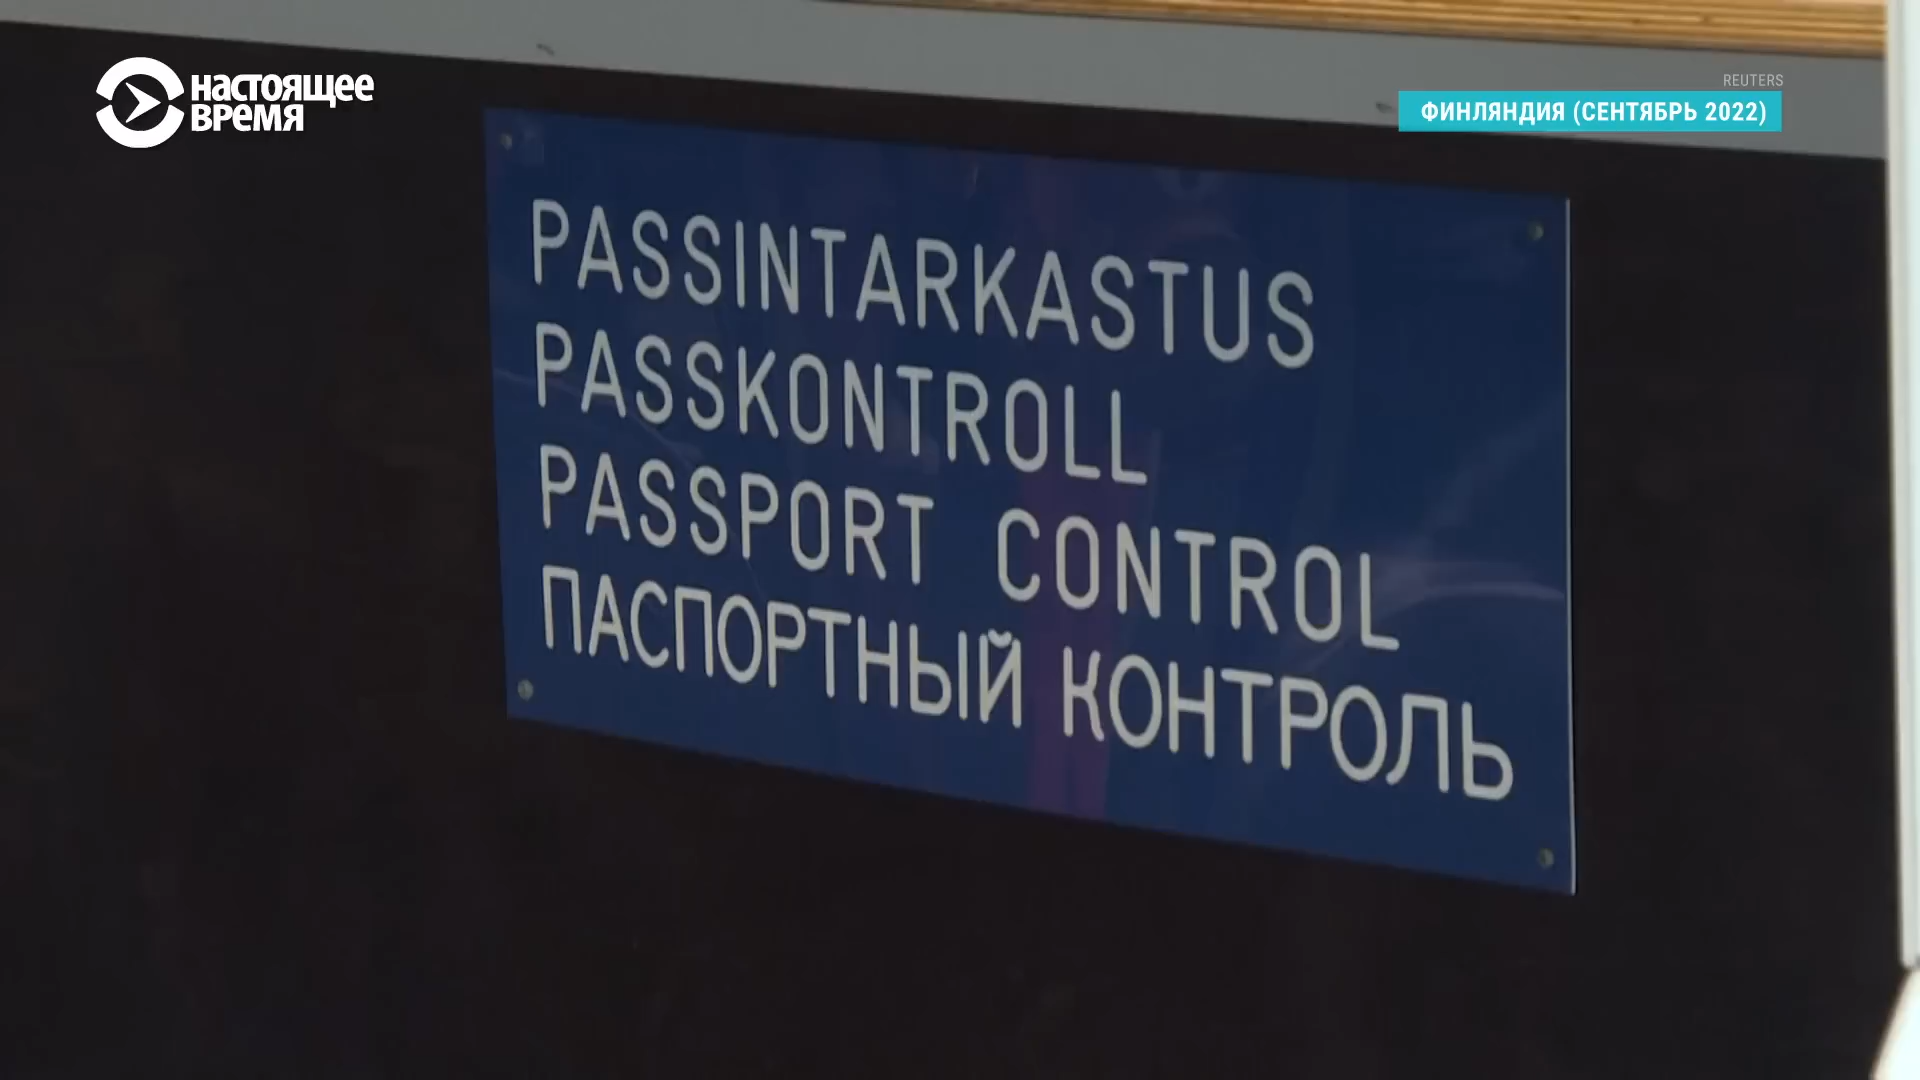 НАСТОЯЩЕЕ
ВРЕМЯ
REUTERS
ФИНЛЯНДИЯ (СЕНТЯБРЬ 2022)
PASSINTARKASTUS
PASSKONTROLL
PASSPORT CONTROL
ПАСПОРТНЫЙ КОНТРОЛЬ